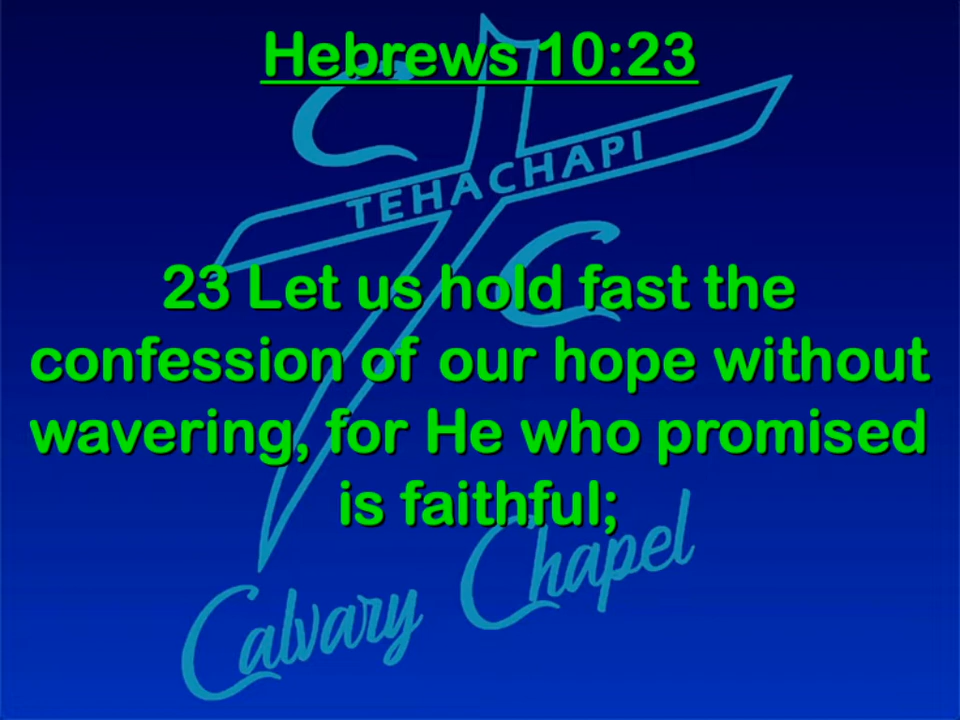 Hebrews 10:23
C
TEHACHAPI
C
23 Let us hold fast the
confession of our hope without
wavering, for He who promised
is faithful;
Calvary Chapel